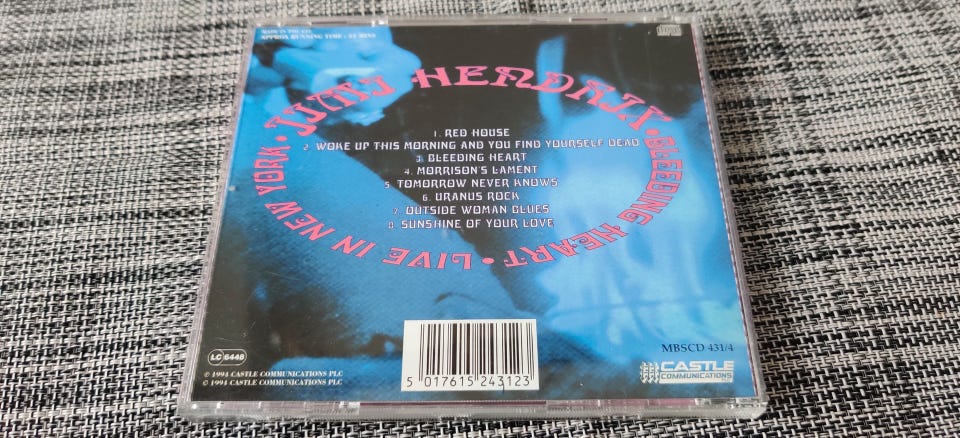 MADE IN THE E.U.
APPROX RUNNING TIME : 53 MINS
JIMI HENDRIX • BLEEDING HEART • LIVE IN NEW YORK •
1. RED HOUSE
2. WOKE UP THIS MORNING AND YOU FIND YOURSELF DEAD
3. BLEEDING HEART
4. MORRISON'S LAMENT
5. TOMORROW NEVER KNOWS
6. URANUS ROCK
7. OUTSIDE WOMAN BLUES
8. SUNSHINE OF YOUR LOVE
LC 6448
℗ 1994 CASTLE COMMUNICATIONS PLC
© 1994 CASTLE COMMUNICATIONS PLC
5 017615 243123
MBSCD 431/4
CASTLE
COMMUNICATIONS